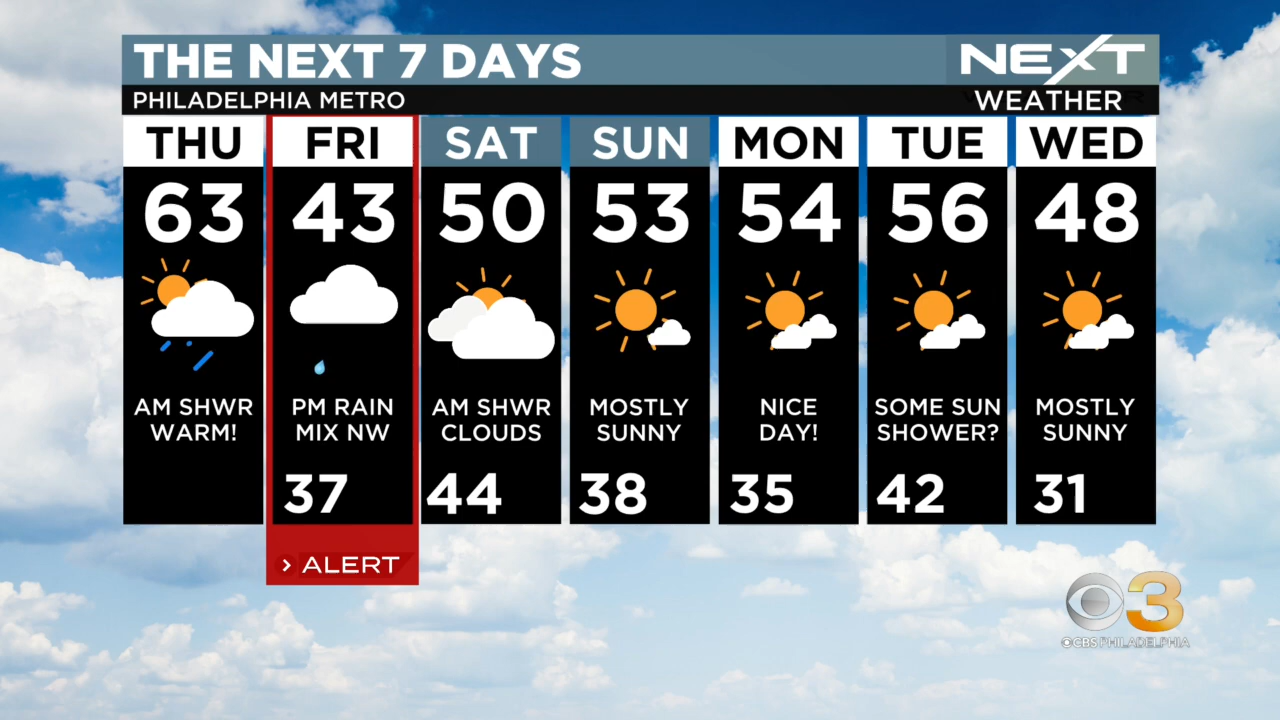 THE NEXT 7 DAYS
NEXT
PHILADELPHIA METRO
WEATHER
THU FRI SAT SUN MON TUE WED
63 43 50 53 54 56 48
AM SHWR PM RAIN AM SHWR MOSTLY NICE SOME SUN MOSTLY
WARM! MIX NW CLOUDS SUNNY DAY! SHOWER? SUNNY
37 44 38 35 42 31
> ALERT
3
CBS PHILADELPHIA